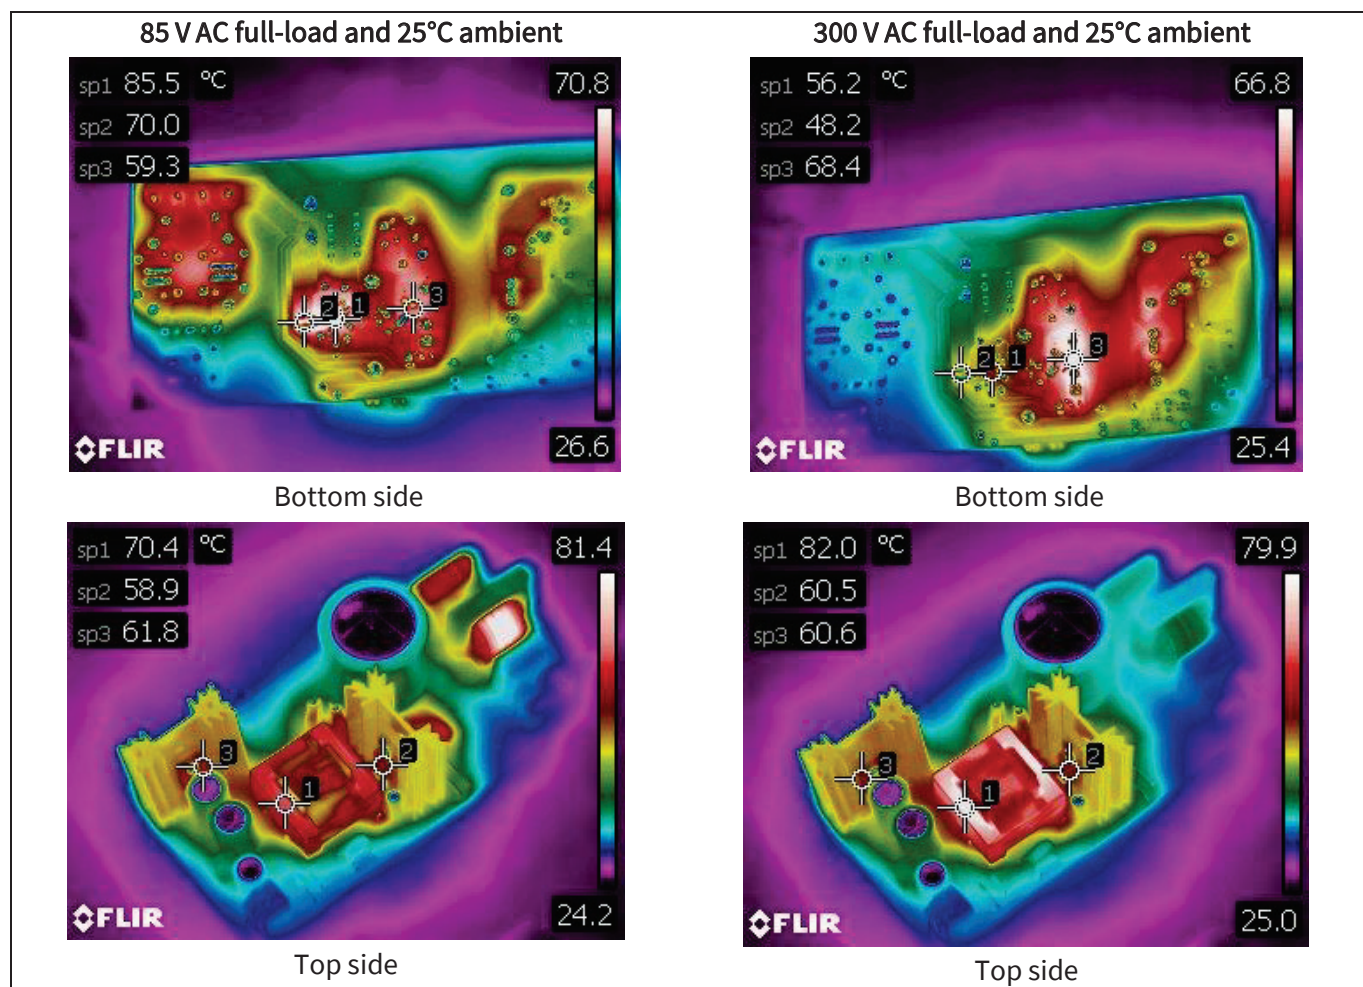 85 V AC full-load and 25°C ambient
300 V AC full-load and 25°C ambient
sp1 85.5 °C
70.8
sp2 70.0
sp3 59.3
2
1
3
26.6
FLIR
Bottom side
sp1 56.2 °C
66.8
sp2 48.2
sp3 68.4
2
1
3
25.4
FLIR
Bottom side
sp1 70.4 °C
81.4
sp2 58.9
sp3 61.8
3
2
1
24.2
FLIR
Top side
sp1 82.0 °C
79.9
sp2 60.5
sp3 60.6
3
2
1
25.0
FLIR
Top side